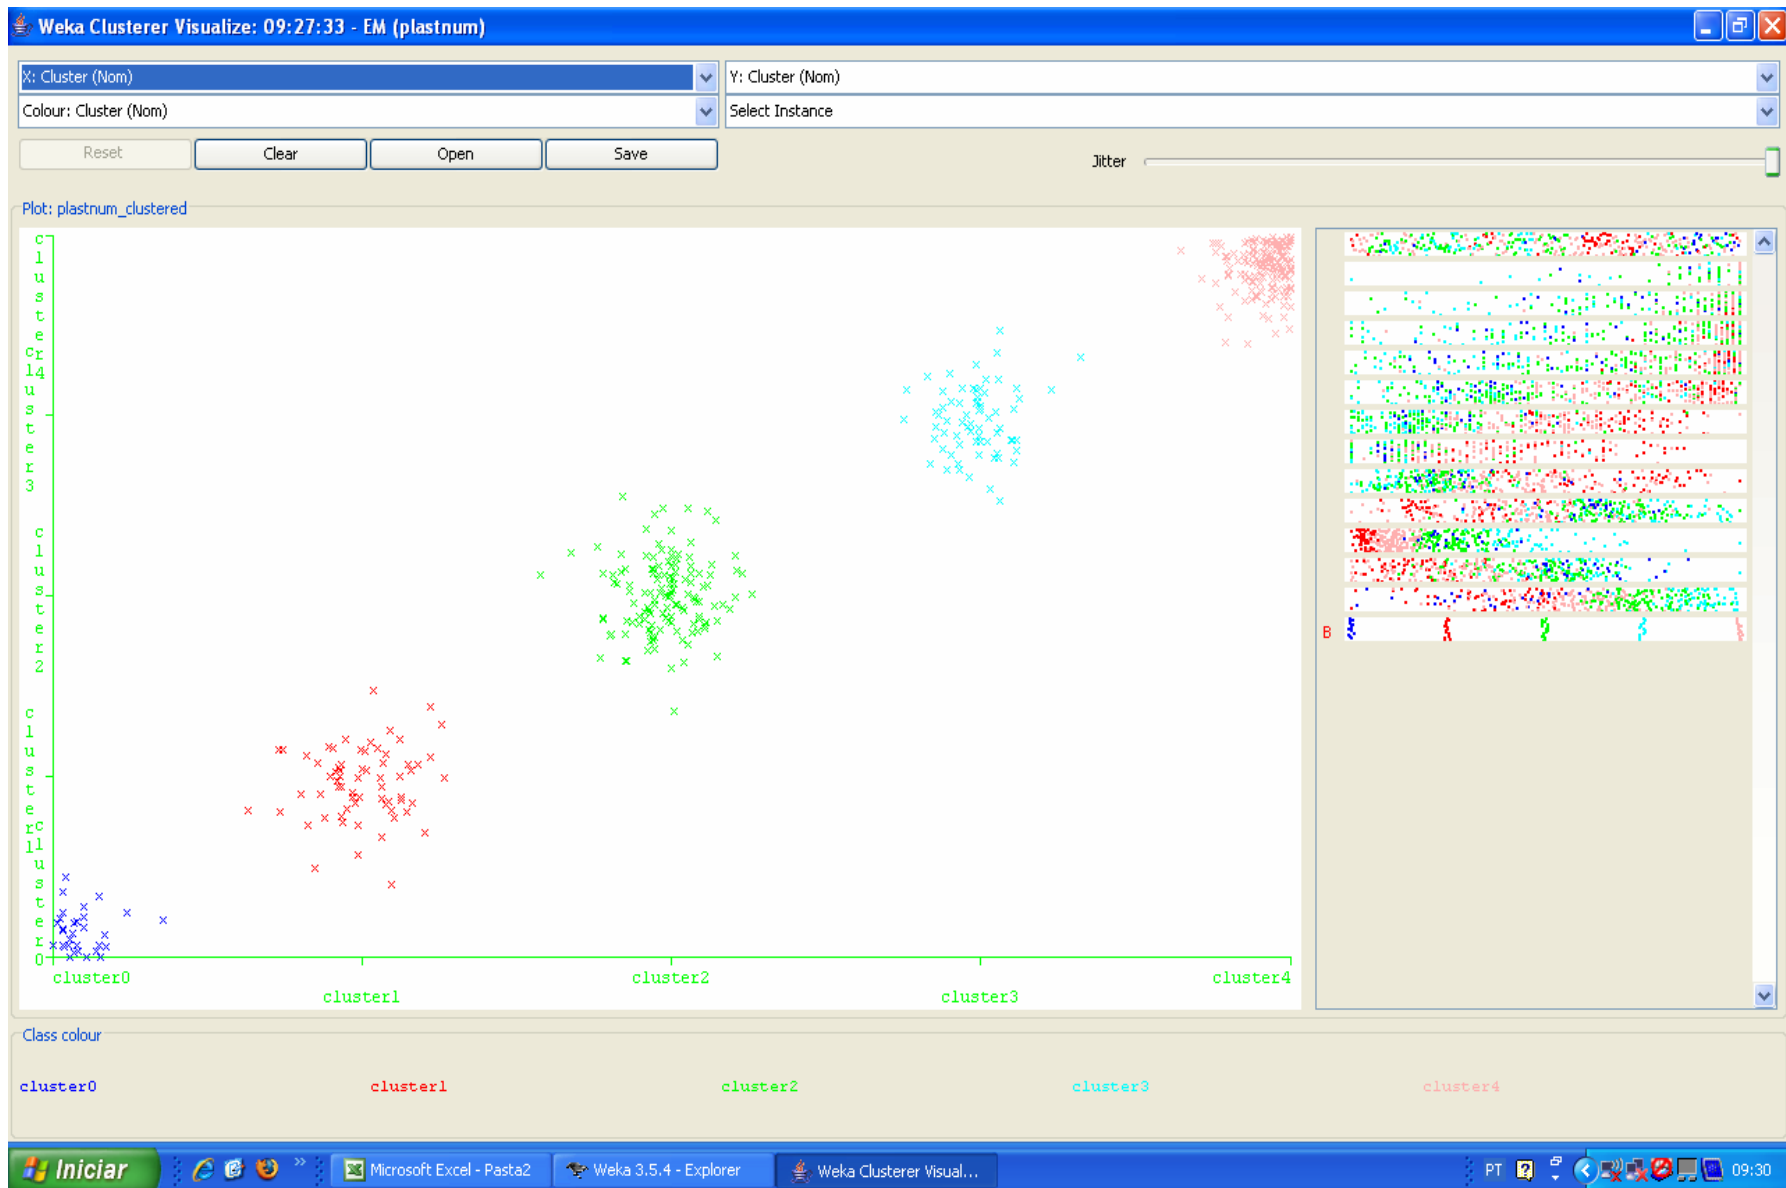 Weka Clusterer Visualize: 09:27:33 - EM (plastnum)
X: Cluster (Nom)
Y: Cluster (Nom)
Colour: Cluster (Nom)
Select Instance
Reset
Clear
Open
Save
Jitter
Plot: plastnum_clustered
cluster4
cluster3
cluster2
cluster1
cluster0
cluster0
cluster1
cluster2
cluster3
cluster4
B
Class colour
cluster0
cluster1
cluster2
cluster3
cluster4
Iniciar
»
Microsoft Excel - Pasta2
Weka 3.5.4 - Explorer
Weka Clusterer Visual...
PT
09:30